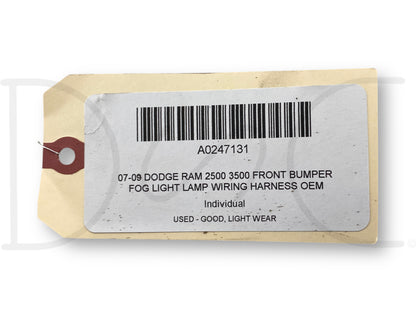 A0247131
07-09 DODGE RAM 2500 3500 FRONT BUMPER
FOG LIGHT LAMP WIRING HARNESS OEM
Individual
USED - GOOD, LIGHT WEAR